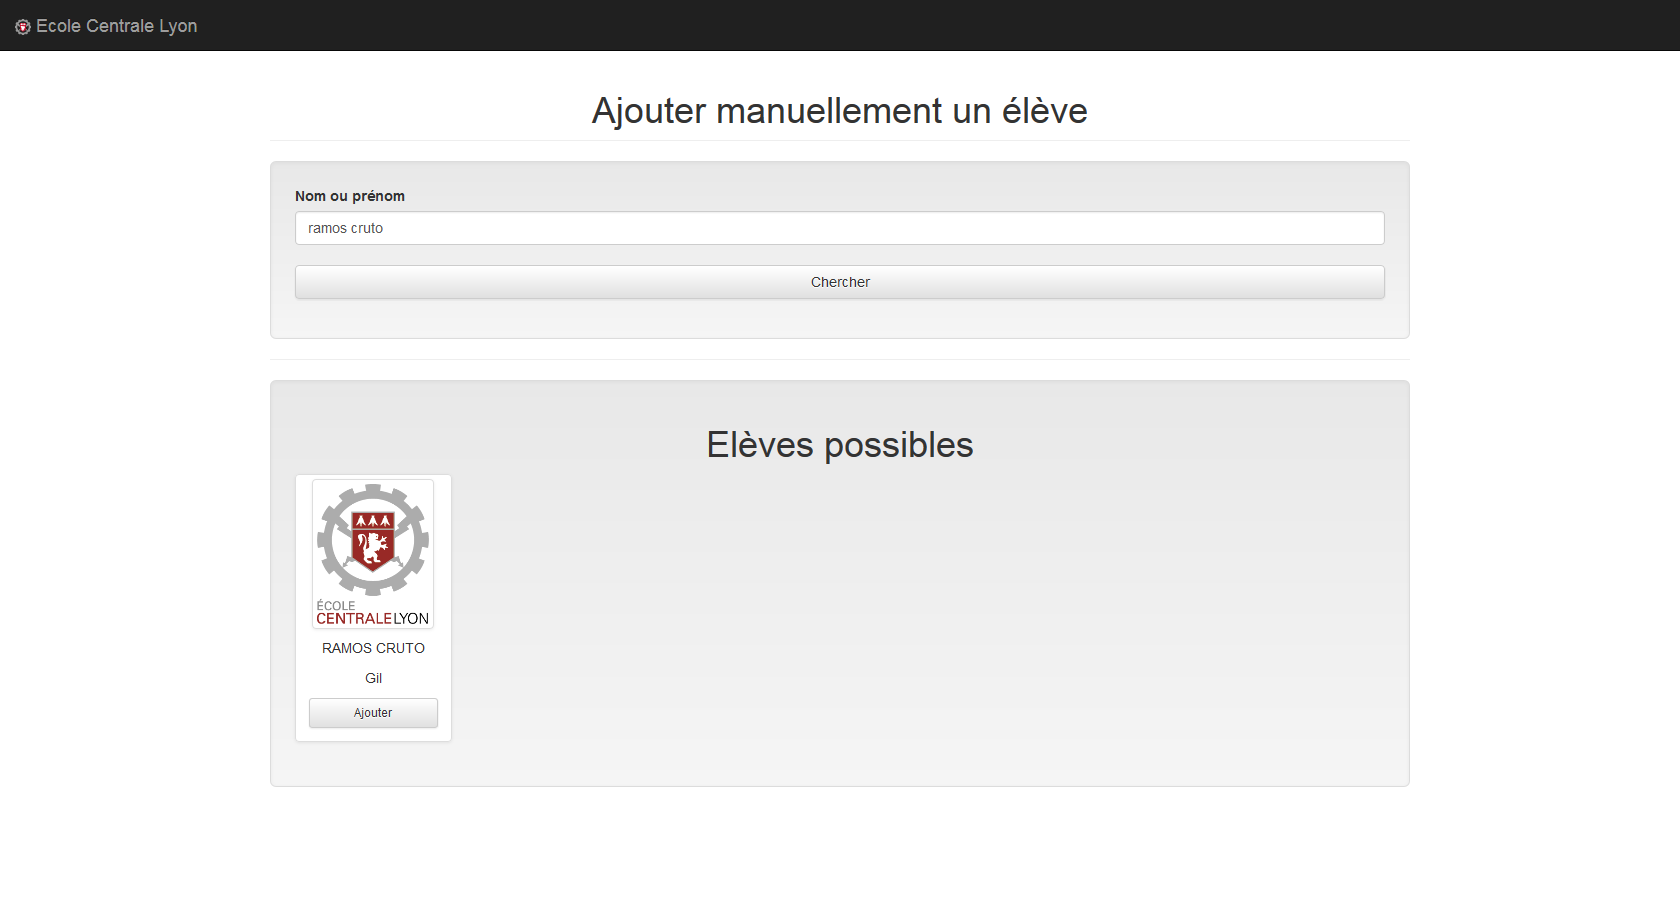 Ecole Centrale Lyon
Ajouter manuellement un élève
Nom ou prénom
ramos cruto
Chercher
Elèves possibles
ÉCOLE
CENTRALELYON
RAMOS CRUTO
Gil
Ajouter